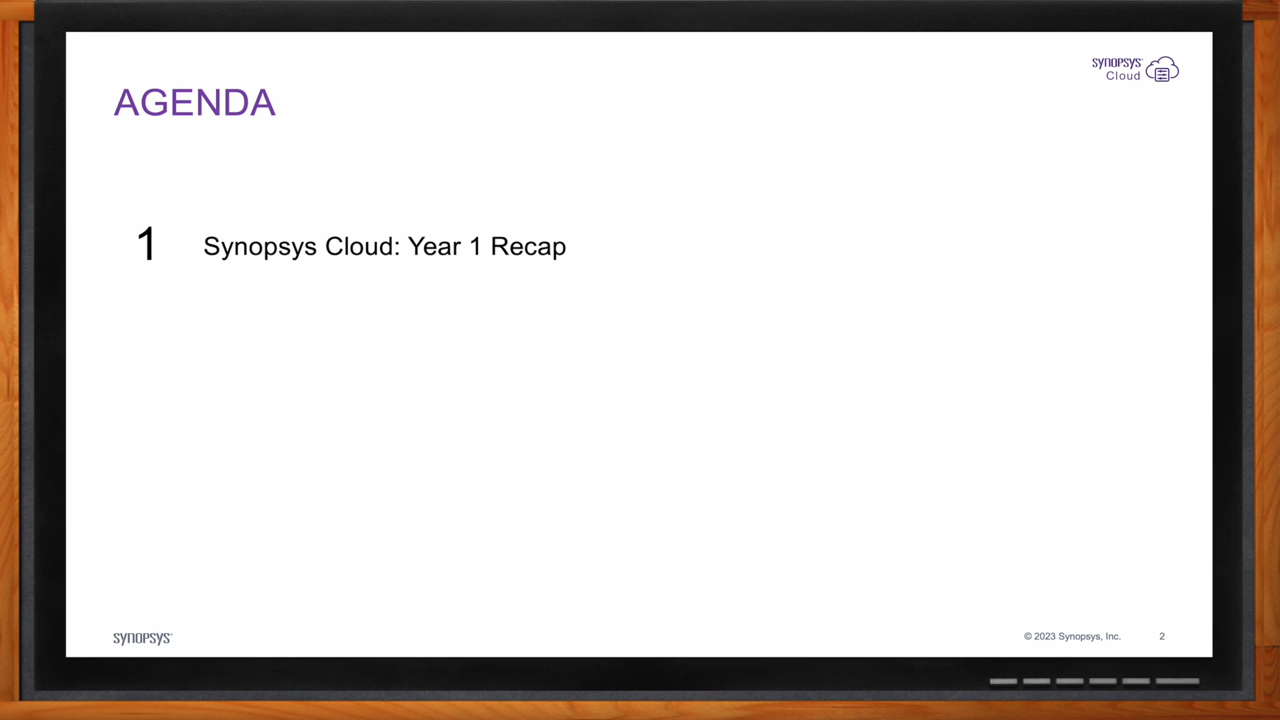 SYNOPSYS
Cloud
AGENDA
1 Synopsys Cloud: Year 1 Recap
SYNOPSYS
© 2023 Synopsys, Inc. 2